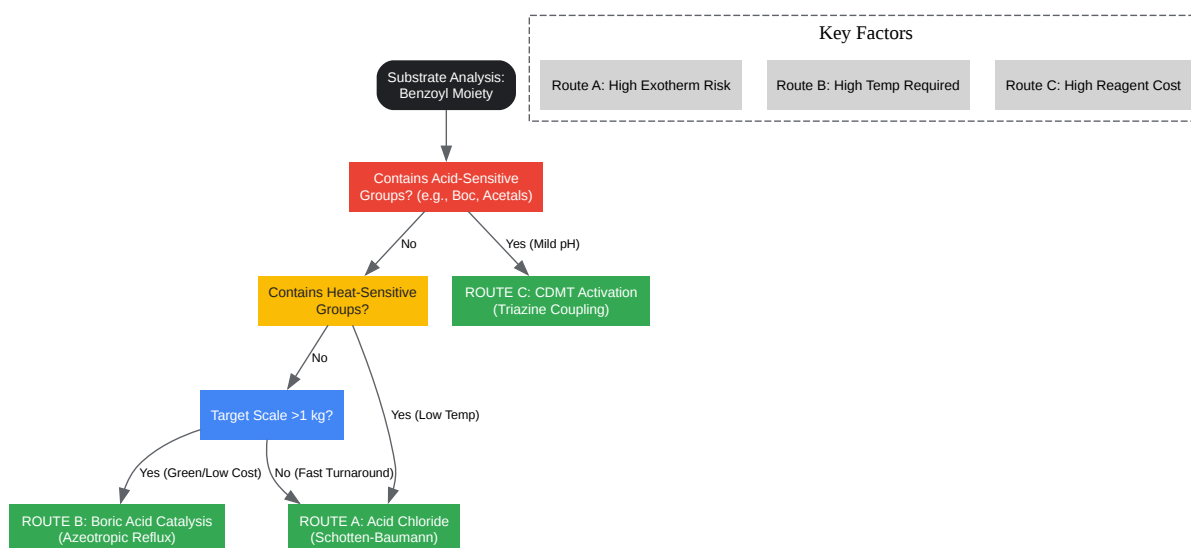 Key Factors
Substrate Analysis:
Benzoyl Moiety
Route A: High Exotherm Risk
Route B: High Temp Required
Route C: High Reagent Cost
Contains Acid-Sensitive
Groups? (e.g., Boc, Acetals)
No
Yes (Mild pH)
Contains Heat-Sensitive
Groups?
ROUTE C: CDMT Activation
(Triazine Coupling)
No
Target Scale >1 kg?
Yes (Low Temp)
Yes (Green/Low Cost)
No (Fast Turnaround)
ROUTE B: Boric Acid Catalysis
(Azeotropic Reflux)
ROUTE A: Acid Chloride
(Schotten-Baumann)